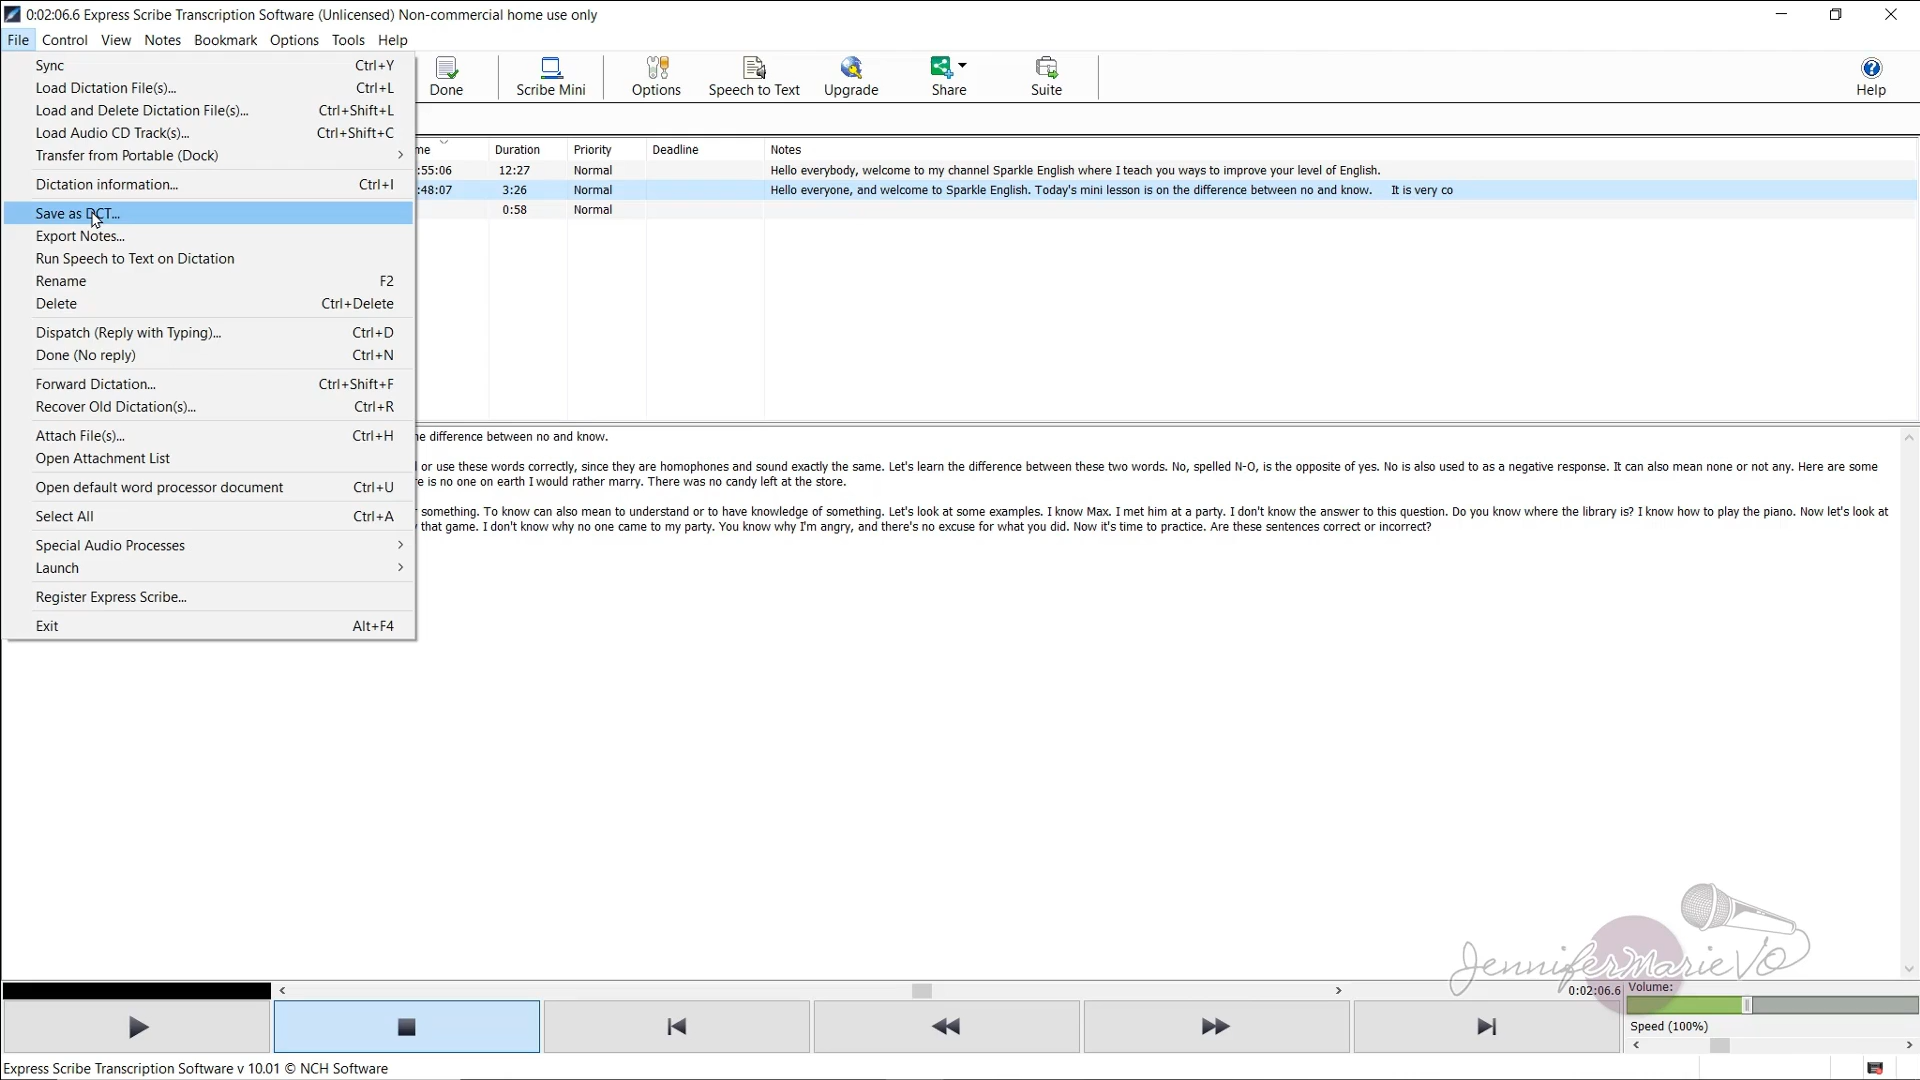 0:02:06.6 Express Scribe Transcription Software (Unlicensed) Non-commercial home use only
File Control View Notes Bookmark Options Tools Help
Sync Ctrl+Y
Load Dictation File(s)... Ctrl+L
Load and Delete Dictation File(s)... Ctrl+Shift+L
Load Audio CD Track(s)... Ctrl+Shift+C
Transfer from Portable (Dock)
Dictation information... Ctrl+I
Save as DCT...
Export Notes...
Run Speech to Text on Dictation
Rename F2
Delete Ctrl+Delete
Dispatch (Reply with Typing)... Ctrl+D
Done (No reply) Ctrl+N
Forward Dictation... Ctrl+Shift+F
Recover Old Dictation(s)... Ctrl+R
Attach File(s)... Ctrl+H
Open Attachment List
Open default word processor document Ctrl+U
Select All Ctrl+A
Special Audio Processes
Launch
Register Express Scribe...
Exit Alt+F4
Done Scribe Mini Options Speech to Text Upgrade Share Suite Help
me Duration Priority Deadline Notes
:55:06 12:27 Normal Hello everybody, welcome to my channel Sparkle English where I teach you ways to improve your level of English.
:48:07 3:26 Normal Hello everyone, and welcome to Sparkle English. Today's mini lesson is on the difference between no and know. It is very co
0:58 Normal
e difference between no and know.
or use these words correctly, since they are homophones and sound exactly the same. Let's learn the difference between these two words. No, spelled N-O, is the opposite of yes. No is also used to as a negative response. It can also mean none or not any. Here are some
e is no one on earth I would rather marry. There was no candy left at the store.
something. To know can also mean to understand or to have knowledge of something. Let's look at some examples. I know Max. I met him at a party. I don't know the answer to this question. Do you know where the library is? I know how to play the piano. Now let's look at
that game. I don't know why no one came to my party. You know why I'm angry, and there's no excuse for what you did. Now it's time to practice. Are these sentences correct or incorrect?
JenniferMarieVO
0:02:06.6 Volume:
Speed (100%)
Express Scribe Transcription Software v 10.01 © NCH Software